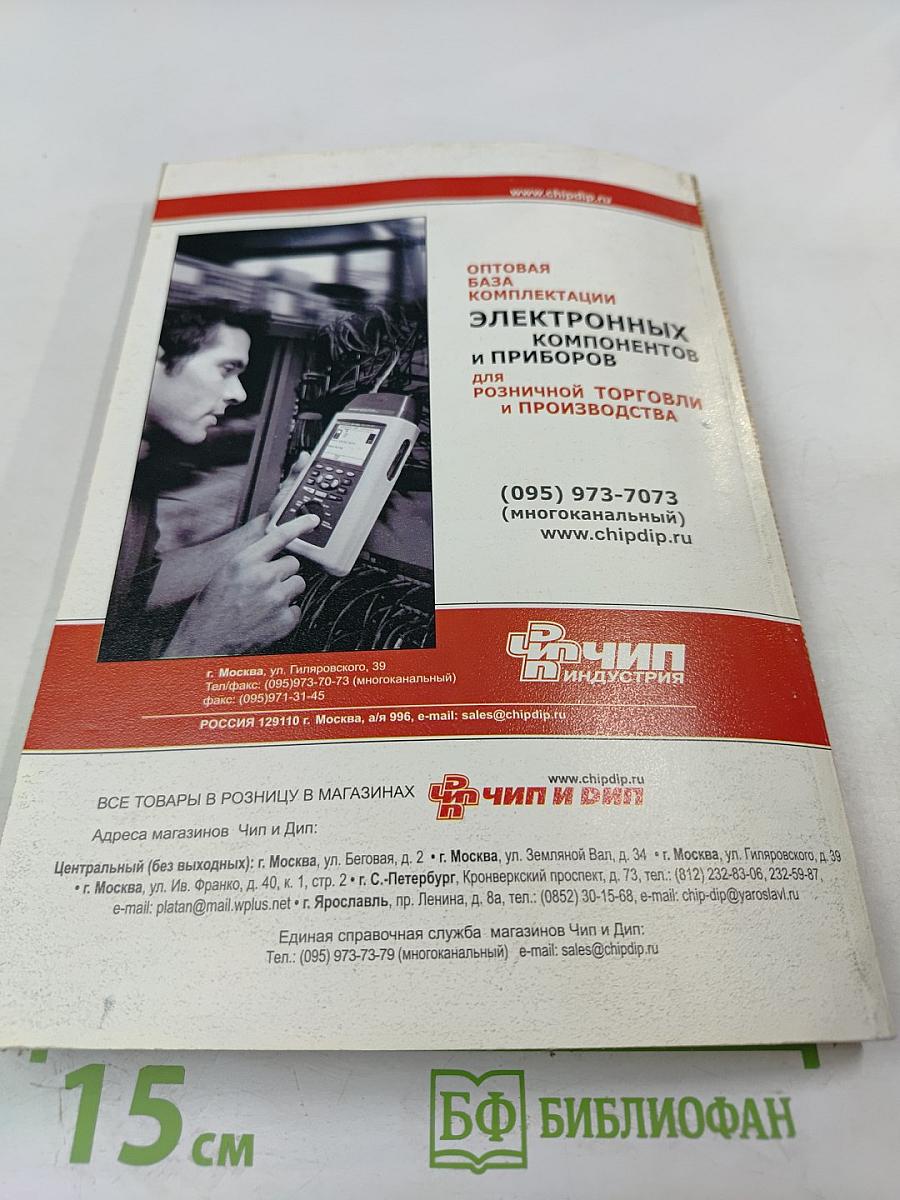 www.chipdip.ru
ОПТОВАЯ
БАЗА
КОМПЛЕКТАЦИИ
ЭЛЕКТРОННЫХ
КОМПОНЕНТОВ
и ПРИБОРОВ
для
РОЗНИЧНОЙ ТОРГОВЛИ
и ПРОИЗВОДСТВА
(095) 973-7073
(многоканальный)
www.chipdip.ru
ЧИП
ДИП
ЧИП
ИНДУСТРИЯ
г. Москва, ул. Гиляровского, 39
Тел/факс: (095)973-70-73 (многоканальный)
факс: (095)971-31-45
РОССИЯ 129110 г. Москва, а/я 996, e-mail: sales@chipdip.ru
www.chipdip.ru
ВСЕ ТОВАРЫ В РОЗНИЦУ В МАГАЗИНАХ ЧИП ДИП ЧИП И ДИП
Адреса магазинов Чип и Дип:
Центральный (без выходных): г. Москва, ул. Беговая, д. 2 • г. Москва, ул. Земляной Вал, д. 34 • г. Москва, ул. Гиляровского, д. 39
• г. Москва, ул. Ив. Франко, д. 40, к. 1, стр. 2 • г. С.-Петербург, Кронверкский проспект, д. 73, тел.: (812) 232-83-06, 232-59-87,
e-mail: platan@mail.wplus.net • г. Ярославль, пр. Ленина, д. 8а, тел.: (0852) 30-15-68, e-mail: chip-dip@yaroslavl.ru
Единая справочная служба магазинов Чип и Дип:
Тел.: (095) 973-73-79 (многоканальный) e-mail: sales@chipdip.ru
15 см
БФ БИБЛИОФАН